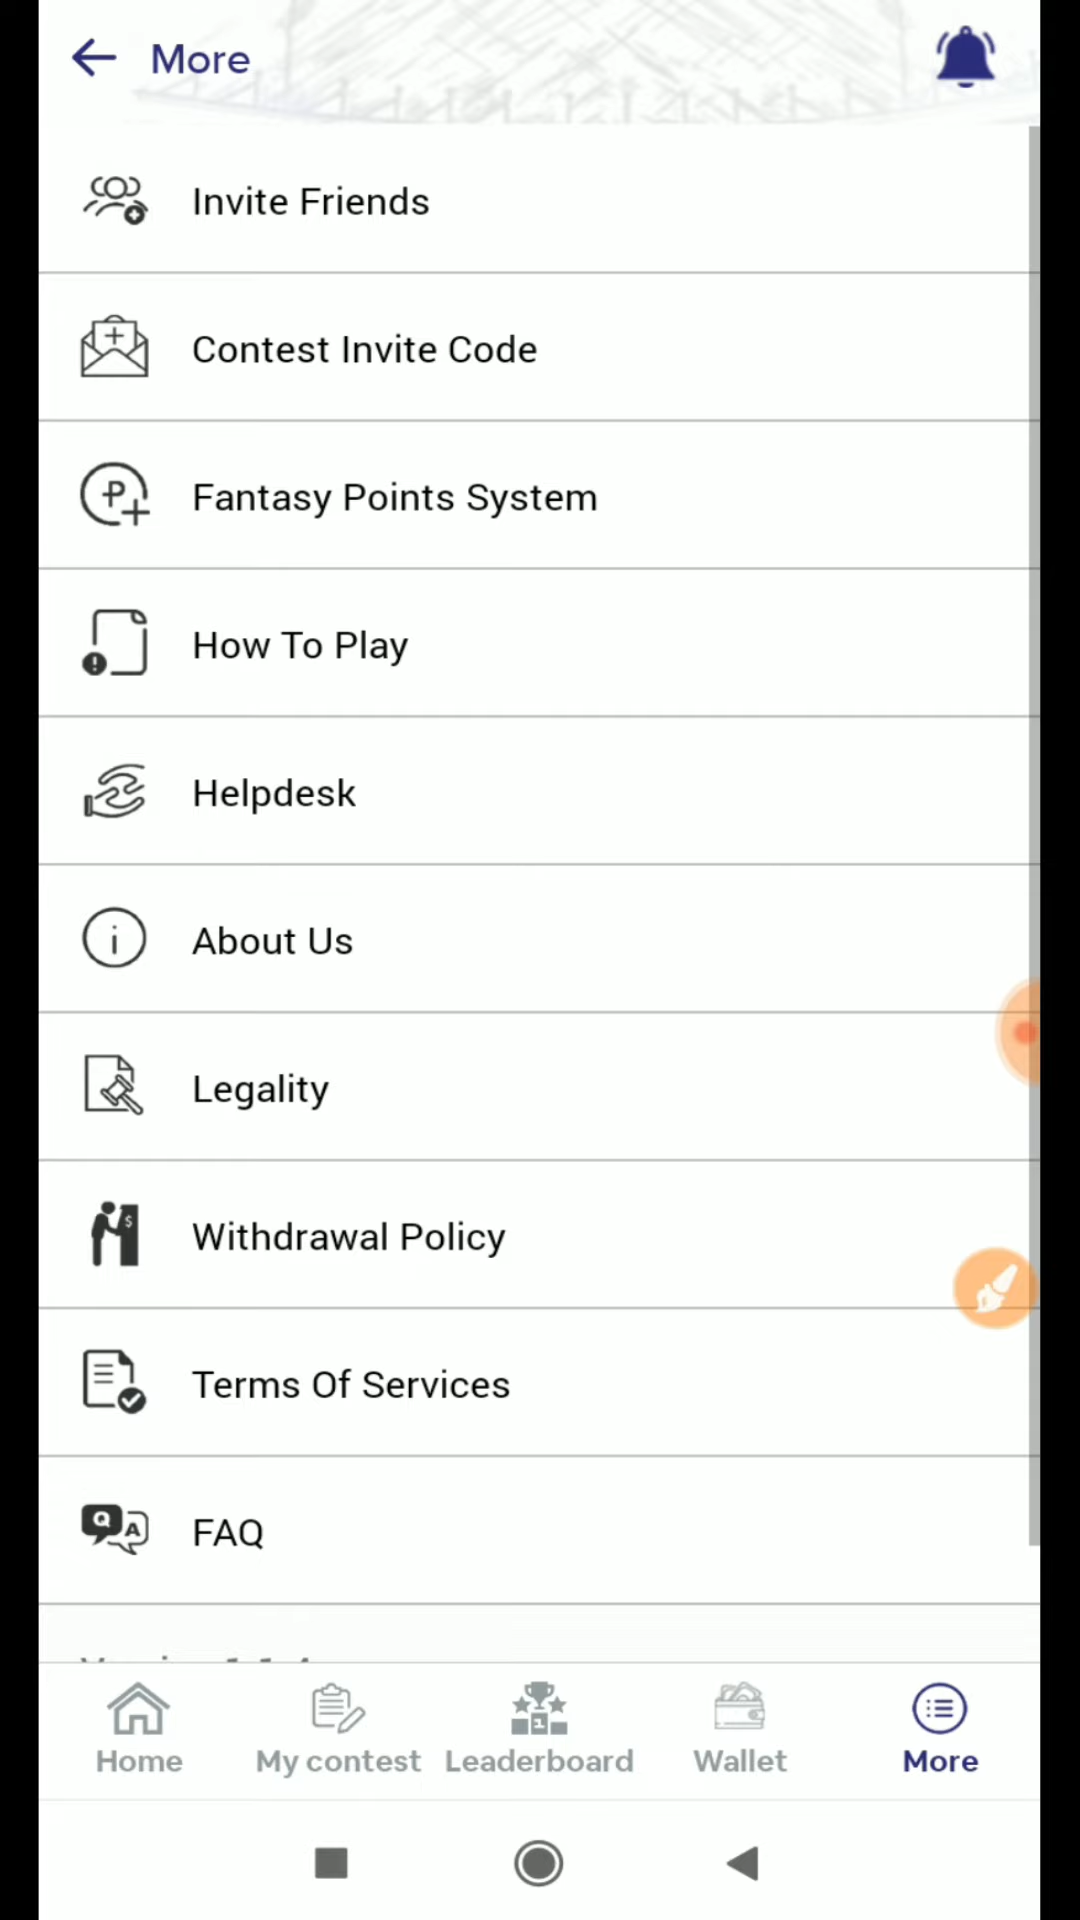 More
Invite Friends
Contest Invite Code
Fantasy Points System
How To Play
Helpdesk
About Us
Legality
Withdrawal Policy
Terms Of Services
FAQ
Home My contest Leaderboard Wallet More